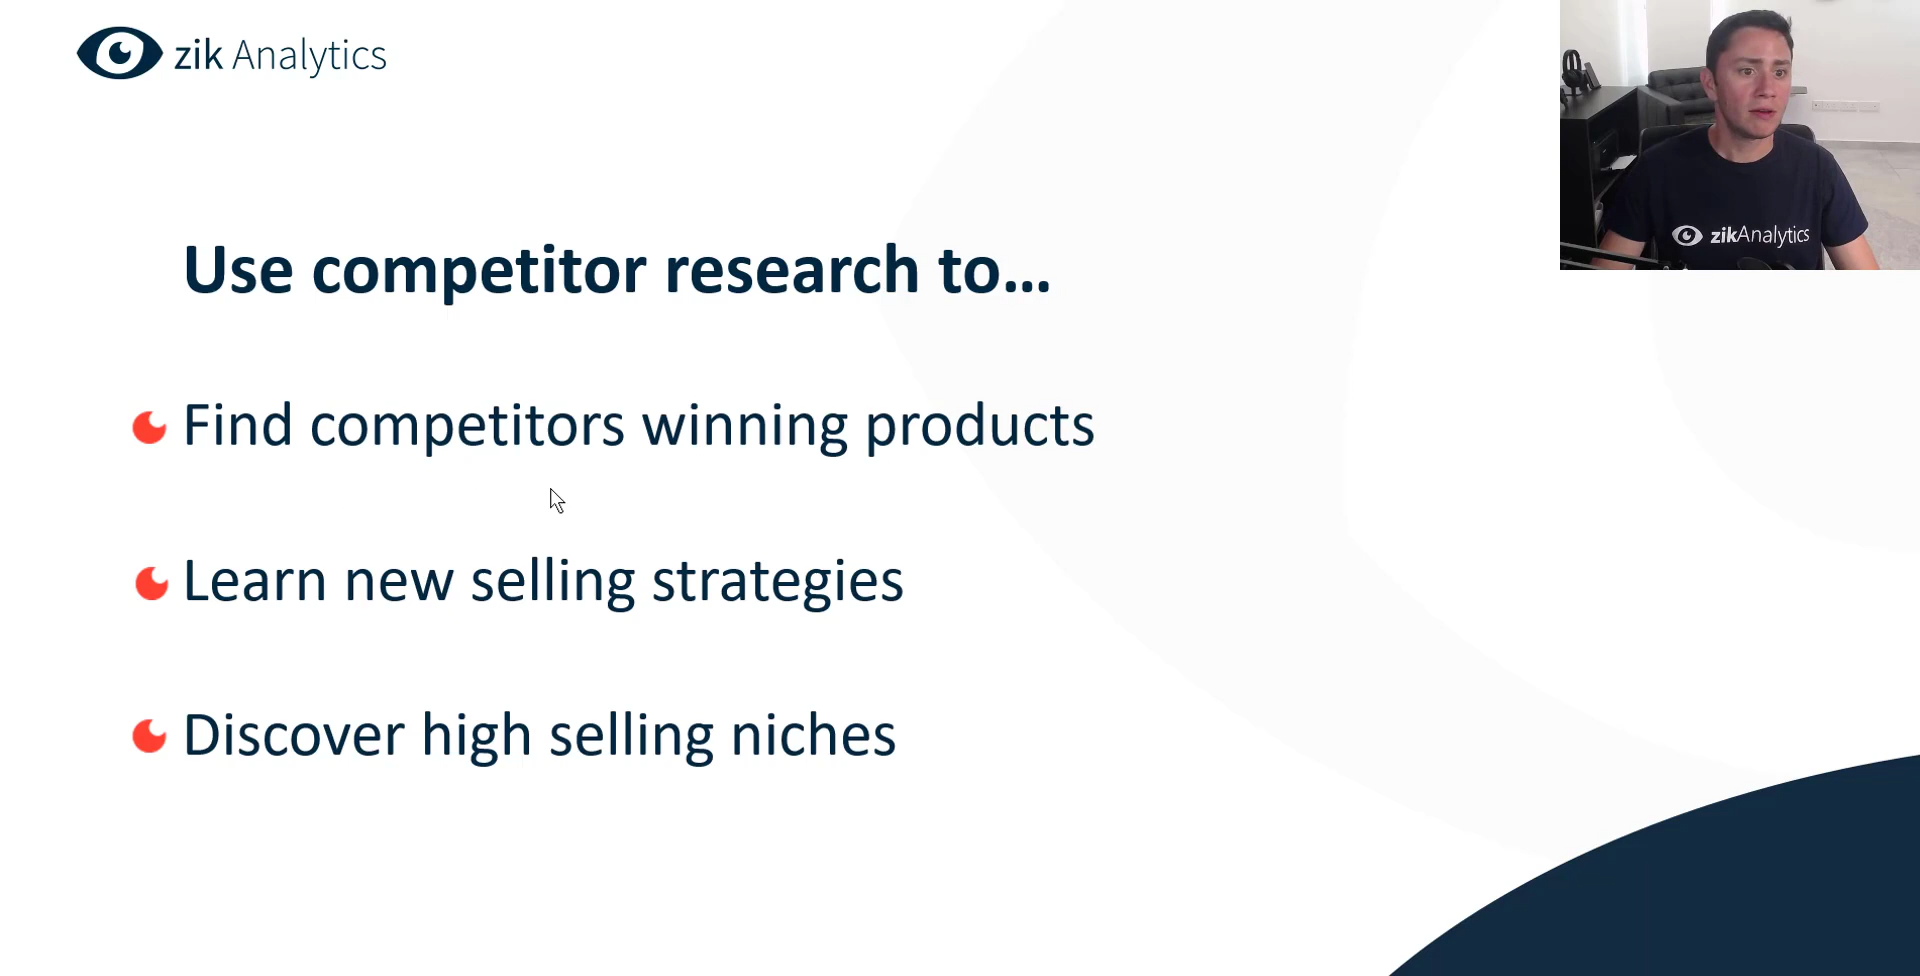 zik Analytics
zikAnalytics
Use competitor research to...
Find competitors winning products
Learn new selling strategies
Discover high selling niches